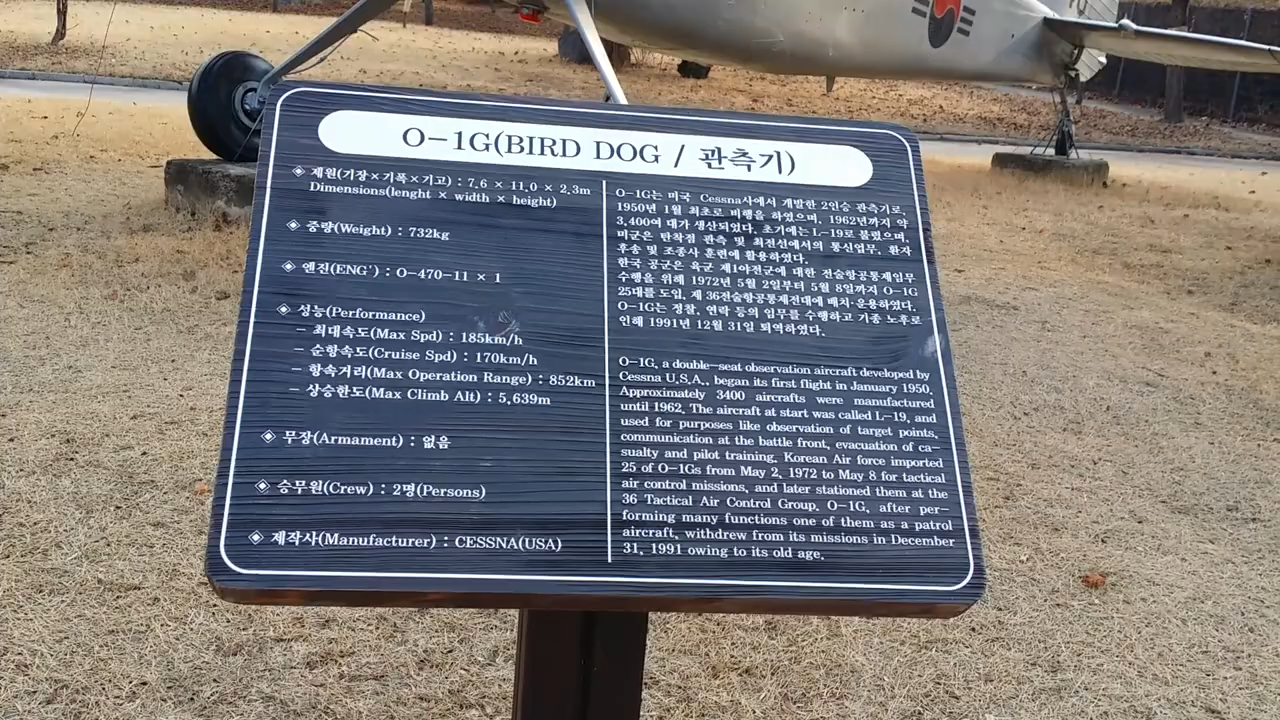 O-1G(BIRD DOG / 관측기)
◈ 제원(기장×기폭×기고) : 7.6 × 11.0 × 2.3m
Dimensions(lenght × width × height)
◈ 중량(Weight) : 732kg
◈ 엔진(ENG') : O-470-11 × 1
◈ 성능(Performance)
- 최대속도(Max Spd) : 185km/h
- 순항속도(Cruise Spd) : 170km/h
- 항속거리(Max Operation Range) : 852km
- 상승한도(Max Climb Alt) : 5,639m
◈ 무장(Armament) : 없음
◈ 승무원(Crew) : 2명(Persons)
◈ 제작사(Manufacturer) : CESSNA(USA)
O-1G는 미국 Cessna사에서 개발한 2인승 관측기로,
1950년 1월 최초로 비행을 하였으며, 1962년까지 약
3,400여 대가 생산되었다. 초기에는 L-19로 불렸으며,
미군은 탄착점 관측 및 최전선에서의 통신업무, 환자
후송 및 조종사 훈련에 활용하였다.
한국 공군은 육군 제1야전군에 대한 전술항공통제임무
수행을 위해 1972년 5월 2일부터 5월 8일까지 O-1G
25대를 도입, 제 36전술항공통제전대에 배치·운용하였다.
O-1G는 정찰, 연락 등의 임무를 수행하고 기종 노후로
인해 1991년 12월 31일 퇴역하였다.
O-1G, a double-seat observation aircraft developed by
Cessna U.S.A., began its first flight in January 1950.
Approximately 3400 aircrafts were manufactured
until 1962. The aircraft at start was called L-19, and
used for purposes like observation of target points,
communication at the battle front, evacuation of ca-
sualty and pilot training. Korean Air force imported
25 of O-1Gs from May 2, 1972 to May 8 for tactical
air control missions, and later stationed them at the
36 Tactical Air Control Group. O-1G, after per-
forming many functions one of them as a patrol
aircraft, withdrew from its missions in December
31, 1991 owing to its old age.